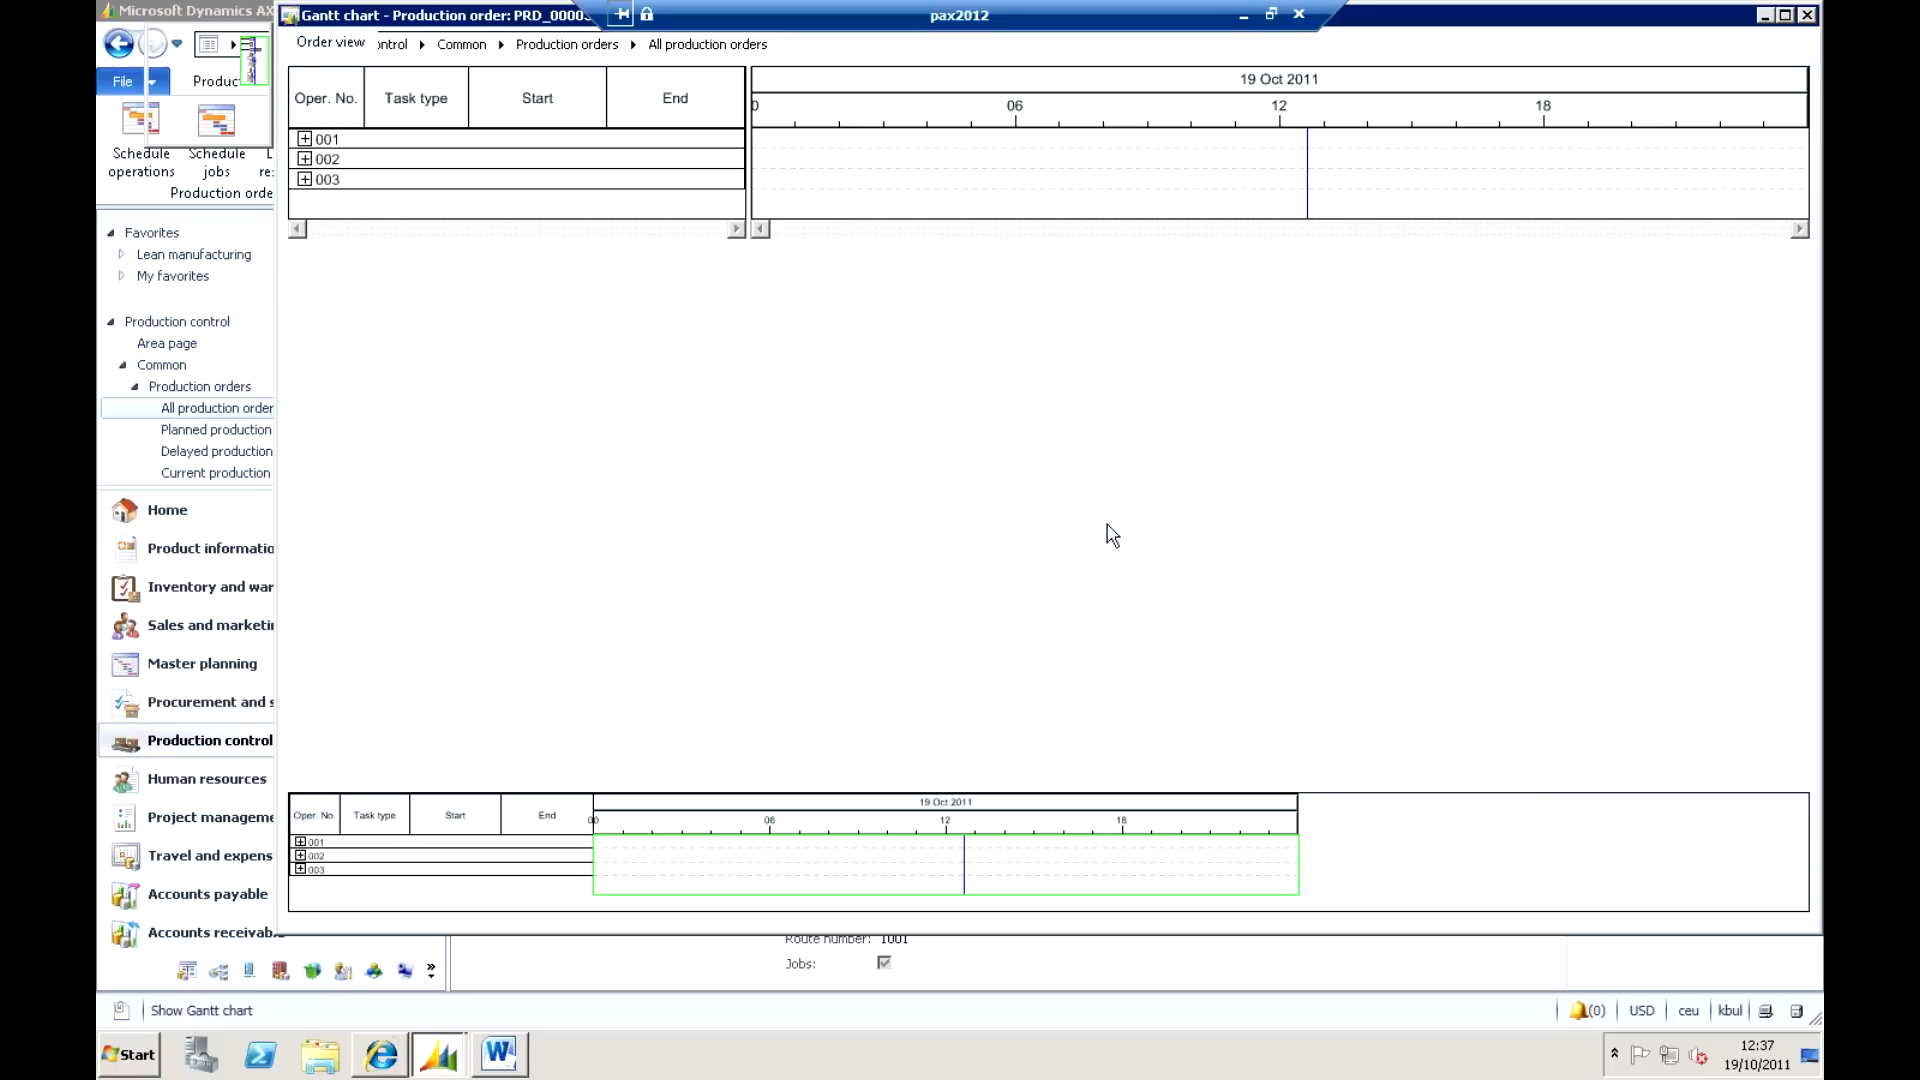 Microsoft Dynamics AX
Gantt chart - Production order: PRD_0000
pax2012
Order view
Common
Production orders
All production orders
File
Produc
Schedule operations
Schedule jobs
Production orde
Oper. No.
Task type
Start
End
19 Oct 2011
0
06
12
18
001
002
003
Favorites
Lean manufacturing
My favorites
Production control
Area page
Common
Production orders
All production order
Planned production
Delayed production
Current production
Home
Product informatio
Inventory and war
Sales and marketi
Master planning
Procurement and s
Production control
Human resources
Project manageme
Travel and expens
Accounts payable
Accounts receivab
Oper. No.
Task type
Start
End
19 Oct 2011
00
06
12
18
001
002
003
Route number: 1001
Jobs:
Show Gantt chart
(0)
USD
ceu
kbul
Start
12:37
19/10/2011